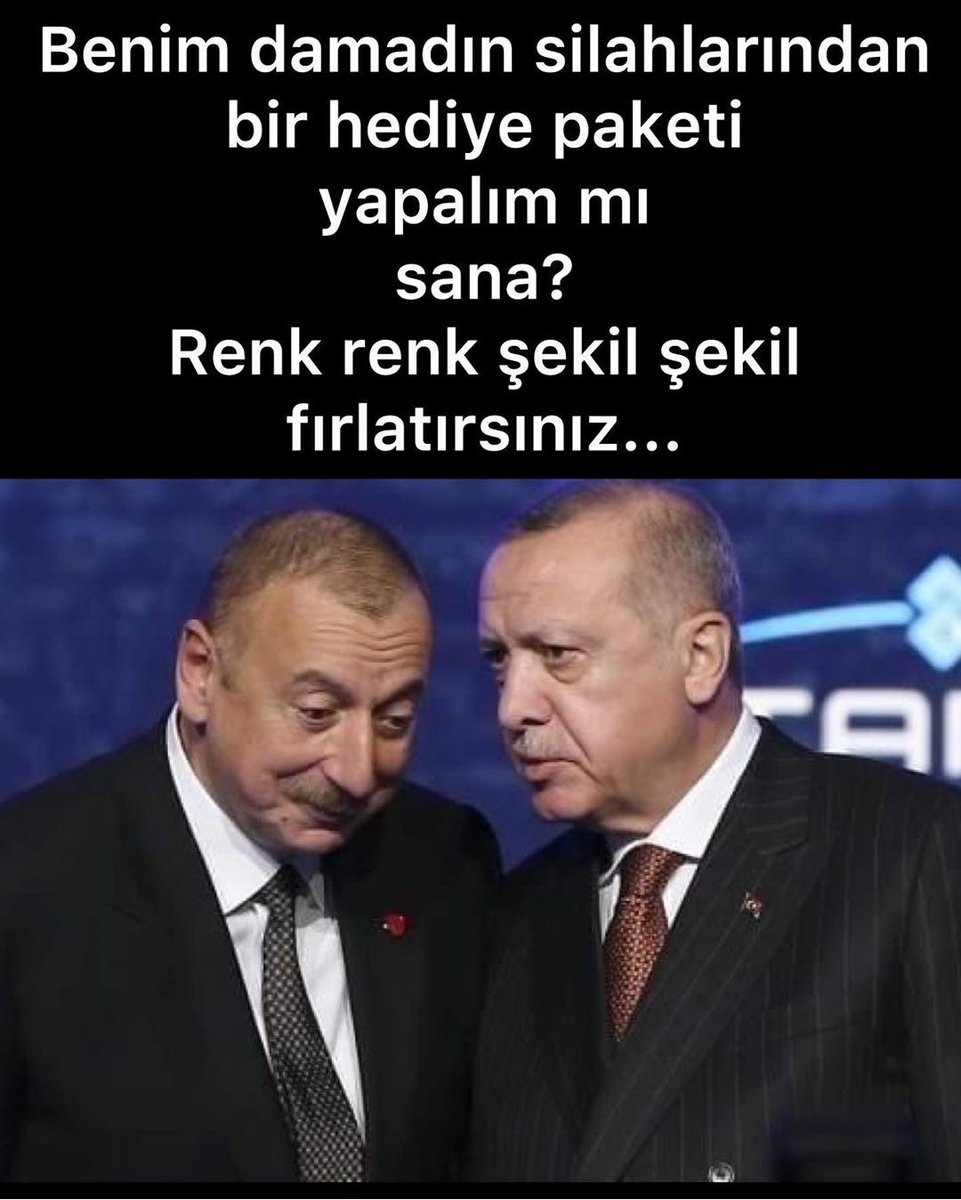 Benim damadın silahlarından
bir hediye paketi
yapalım mı
sana?
Renk renk şekil şekil
fırlatırsınız...